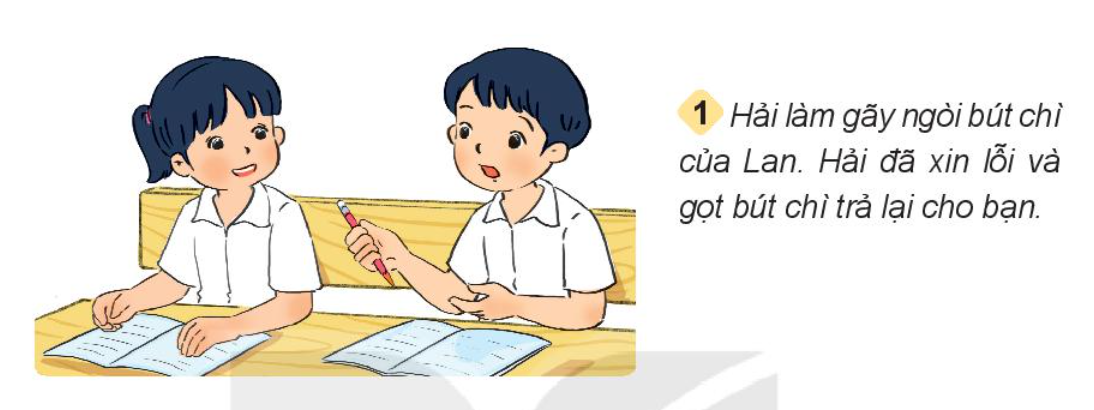 1 Hải làm gãy ngòi bút chì
của Lan. Hải đã xin lỗi và
gọt bút chì trả lại cho bạn.